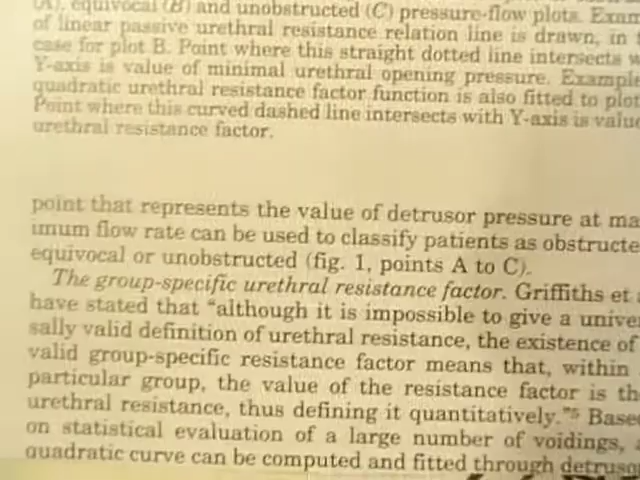 (A), equivocal (B) and unobstructed (C) pressure-flow plots. Exam
of linear passive urethral resistance relation line is drawn, in
case for plot B. Point where this straight dotted line intersects w
Y-axis is value of minimal urethral opening pressure. Example
quadratic urethral resistance factor function is also fitted to plot
Point where this curved dashed line intersects with Y-axis is value
urethral resistance factor.
point that represents the value of detrusor pressure at ma
imum flow rate can be used to classify patients as obstructe
equivocal or unobstructed (fig. 1, points A to C).
The group-specific urethral resistance factor. Griffiths et a
have stated that “although it is impossible to give a univer
sally valid definition of urethral resistance, the existence of
valid group-specific resistance factor means that, within
particular group, the value of the resistance factor is the
urethral resistance, thus defining it quantitatively.”⁵ Based
on statistical evaluation of a large number of voidings, a
quadratic curve can be computed and fitted through detrusor